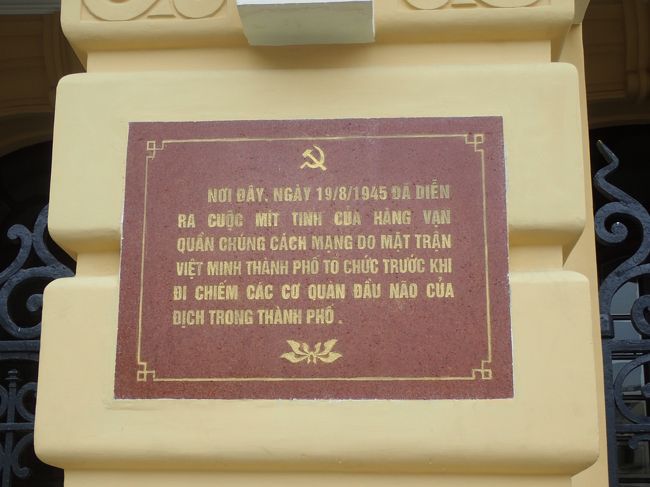 NƠI ĐÂY, NGÀY 19/8/1945 ĐÃ DIỄN
RA CUỘC MÍT TINH CỦA HÀNG VẠN
QUẦN CHÚNG CÁCH MẠNG DO MẶT TRẬN
VIỆT MINH THÀNH PHỐ TỔ CHỨC TRƯỚC KHI
ĐI CHIẾM CÁC CƠ QUAN ĐẦU NÃO CỦA
ĐỊCH TRONG THÀNH PHỐ .